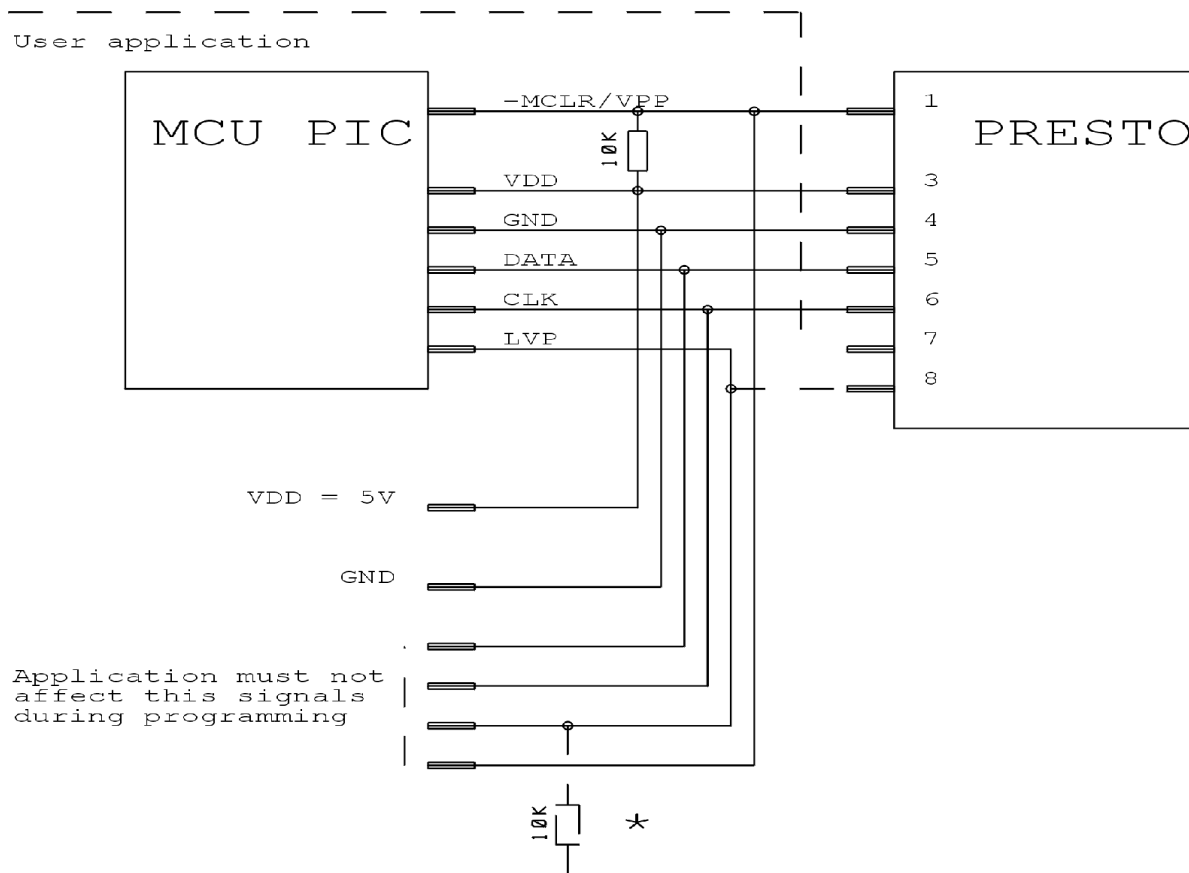 User application
MCU PIC
PRESTO
-MCLR/VPP
1
10K
VDD
3
GND
4
DATA
5
CLK
6
LVP
7
8
VDD = 5V
GND
Application must not
affect this signals
during programming
10K
*